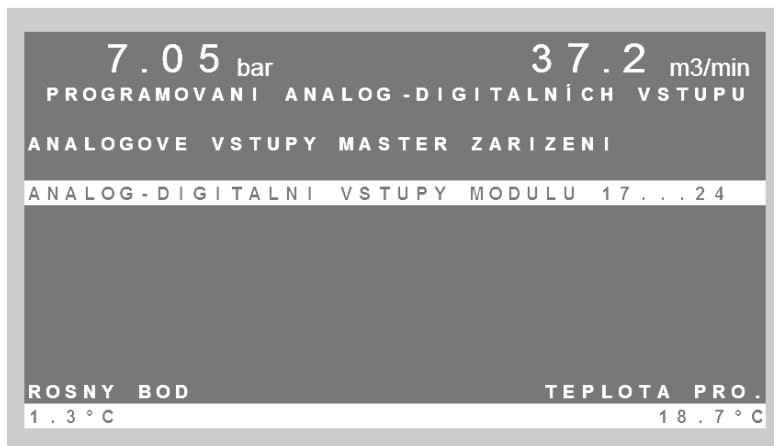 7.05 bar 37.2 m3/min
PROGRAMOVANI ANALOG-DIGITALNÍCH VSTUPU
ANALOGOVE VSTUPY MASTER ZARIZENI
ANALOG-DIGITALNI VSTUPY MODULU 17...24
ROSNY BOD TEPLOTA PRO.
1.3°C 18.7°C